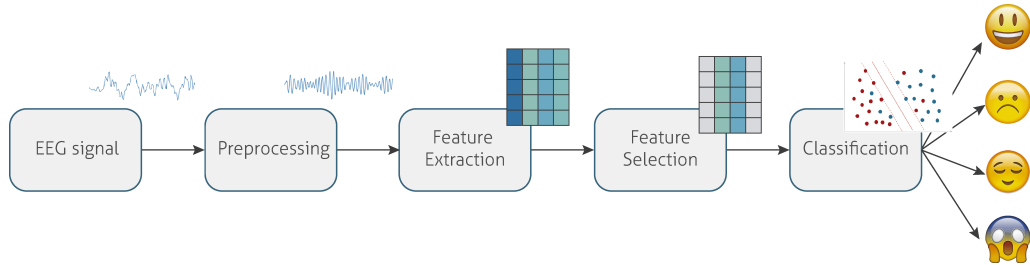 EEG signal
Preprocessing
Feature
Extraction
Feature
Selection
Classification